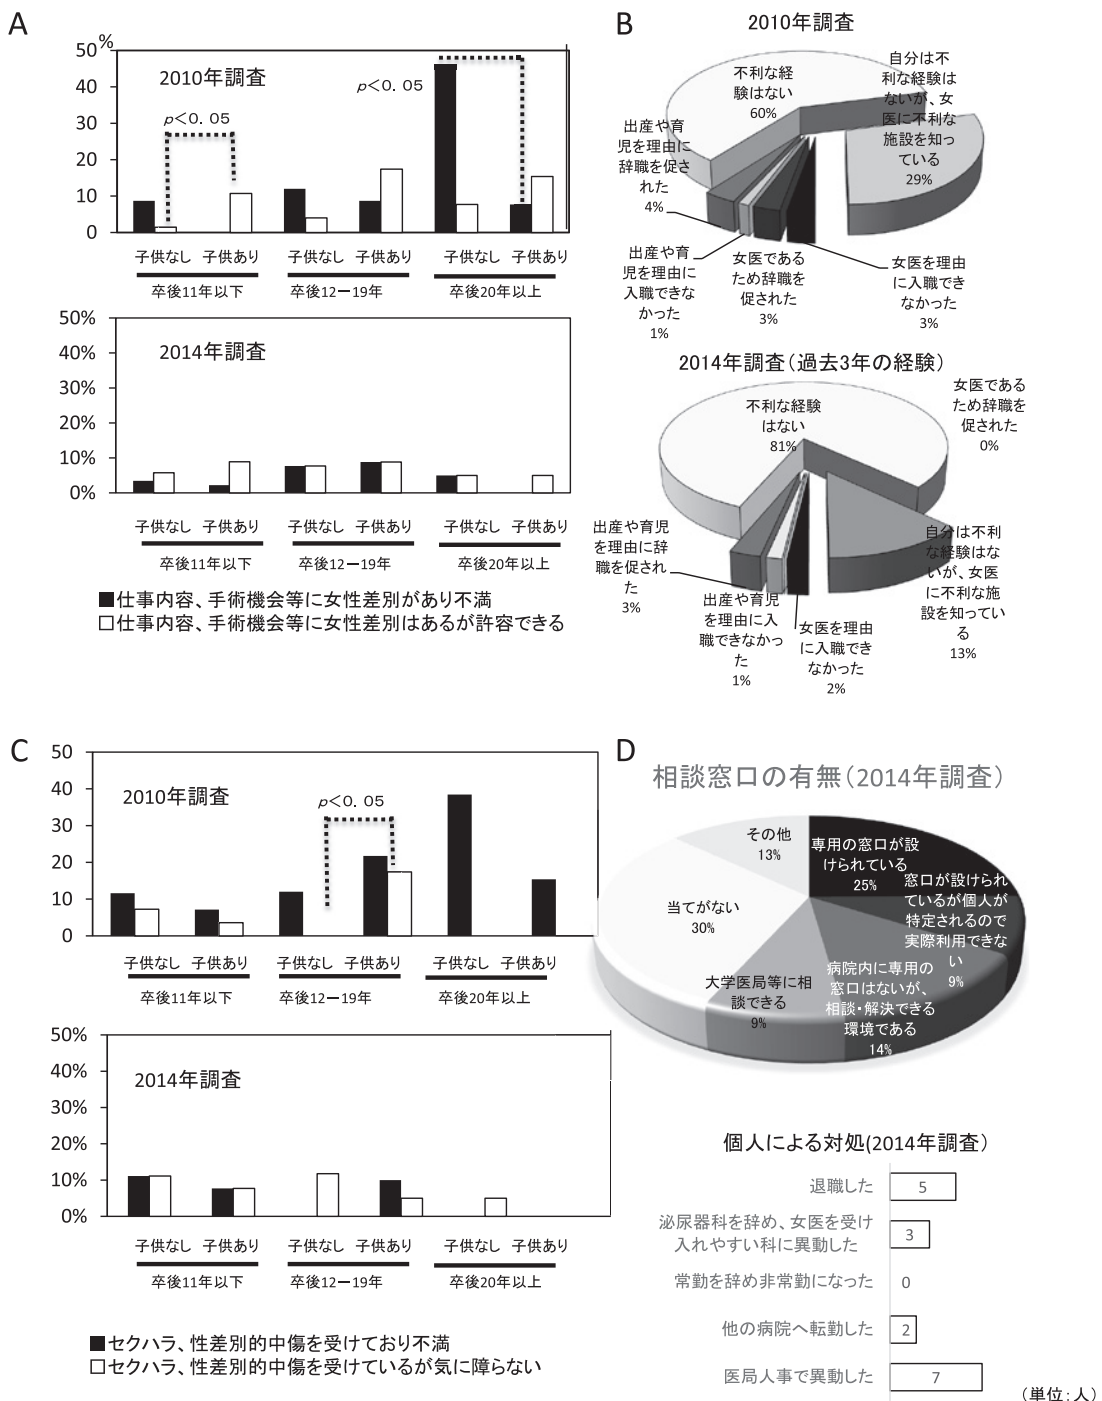 A
%
50
40
30
20
10
0
2010年調査
p<0.05
p<0.05
子供なし 子供あり 子供なし 子供あり 子供なし 子供あり
卒後11年以下 卒後12ー19年 卒後20年以上
50%
40%
30%
20%
10%
0%
2014年調査
子供なし 子供あり 子供なし 子供あり 子供なし 子供あり
卒後11年以下 卒後12ー19年 卒後20年以上
■仕事内容、手術機会等に女性差別があり不満
□仕事内容、手術機会等に女性差別はあるが許容できる
B
2010年調査
不利な経
験はない
60%
自分は不
利な経験は
ないが、女
医に不利な
施設を知っ
ている
29%
出産や育
児を理由に
辞職を促さ
れた
4%
出産や育
児を理由に
入職できな
かった
1%
女医である
ため辞職を
促された
3%
女医を理由
に入職でき
なかった
3%
2014年調査(過去3年の経験)
不利な経験
はない
81%
女医である
ため辞職を
促された
0%
出産や育児
を理由に辞
職を促され
た
3%
出産や育児
を理由に入
職できなかっ
た
1%
女医を理由
に入職でき
なかった
2%
自分は不利
な経験はな
いが、女医
に不利な施
設を知ってい
る
13%
C
50
40
30
20
10
0
2010年調査
p<0.05
子供なし 子供あり 子供なし 子供あり 子供なし 子供あり
卒後11年以下 卒後12ー19年 卒後20年以上
50%
40%
30%
20%
10%
0%
2014年調査
子供なし 子供あり 子供なし 子供あり 子供なし 子供あり
卒後11年以下 卒後12ー19年 卒後20年以上
■セクハラ、性差別的中傷を受けており不満
□セクハラ、性差別的中傷を受けているが気に障らない
D
相談窓口の有無(2014年調査)
その他
13%
専用の窓口が設
けられている
25%
窓口が設けられ
ているが個人が
特定されるので
実際利用できな
い
9%
当てがない
30%
大学医局等に相
談できる
9%
病院内に専用の
窓口はないが、
相談・解決できる
環境である
14%
個人による対処(2014年調査)
退職した 5
泌尿器科を辞め、女医を受け
入れやすい科に異動した 3
常勤を辞め非常勤になった 0
他の病院へ転勤した 2
医局人事で異動した 7
(単位:人)